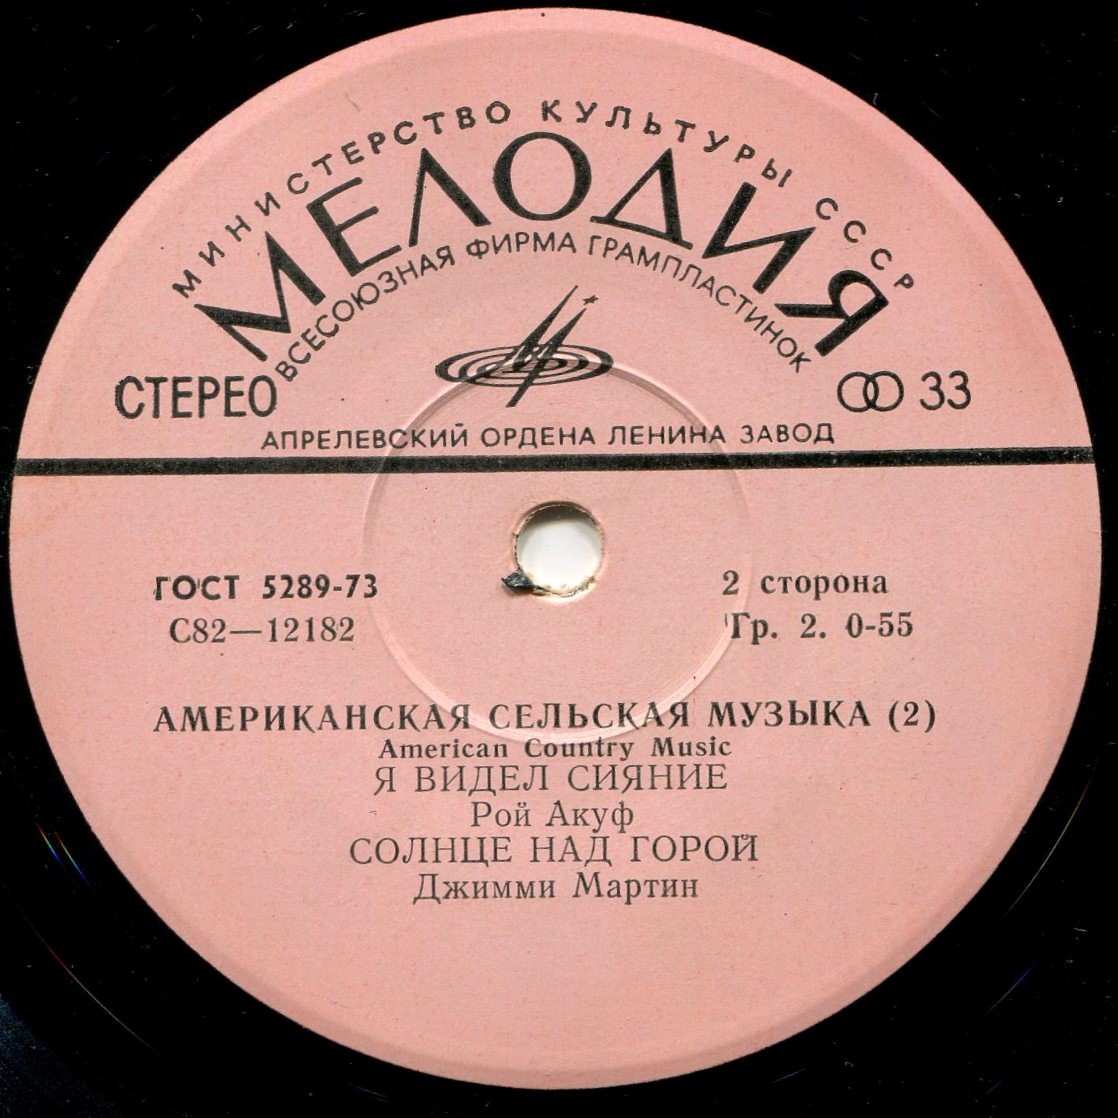 МИНИСТЕРСТВО КУЛЬТУРЫ СССР
МЕЛОДИЯ
ВСЕСОЮЗНАЯ ФИРМА ГРАМПЛАСТИНОК
СТЕРЕО
33
АПРЕЛЕВСКИЙ ОРДЕНА ЛЕНИНА ЗАВОД
ГОСТ 5289-73
2 сторона
С82—12182
Гр. 2. 0-55
АМЕРИКАНСКАЯ СЕЛЬСКАЯ МУЗЫКА (2)
American Country Music
Я ВИДЕЛ СИЯНИЕ
Рой Акуф
СОЛНЦЕ НАД ГОРОЙ
Джимми Мартин